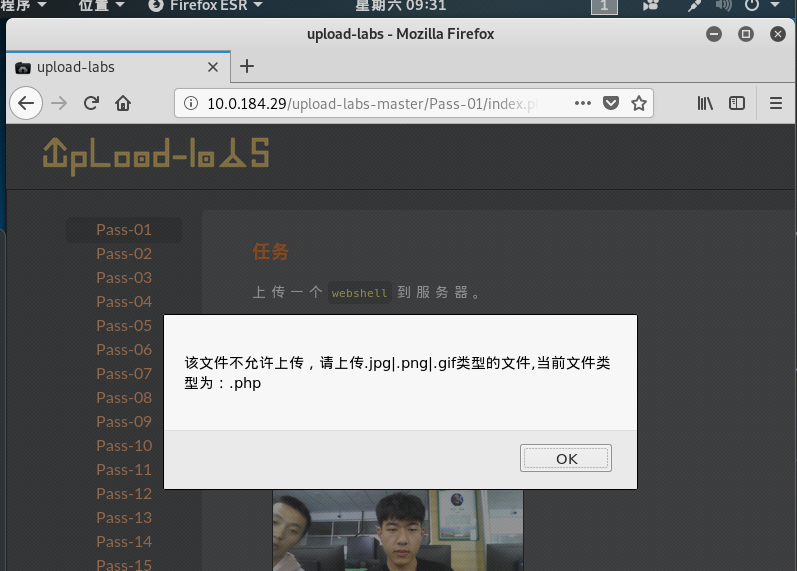 程序
位置
Firefox ESR
星期六 09:31
1
upload-labs - Mozilla Firefox
upload-labs
10.0.184.29/upload-labs-master/Pass-01/index.p
UpLoad-labs
Pass-01
Pass-02
Pass-03
Pass-04
Pass-05
Pass-06
Pass-07
Pass-08
Pass-09
Pass-10
Pass-11
Pass-12
Pass-13
Pass-14
Pass-15
任务
上传一个 webshell 到服务器。
该文件不允许上传，请上传.jpg|.png|.gif类型的文件,当前文件类
型为：.php
OK